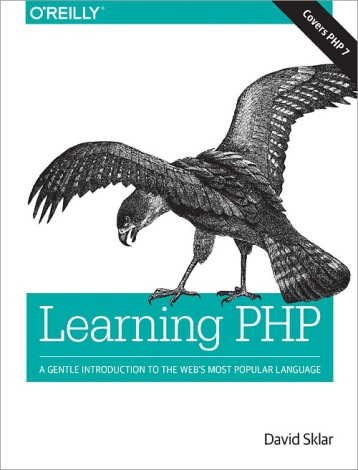 O'REILLY®
Covers PHP 7
Learning PHP
A GENTLE INTRODUCTION TO THE WEB'S MOST POPULAR LANGUAGE
David Sklar